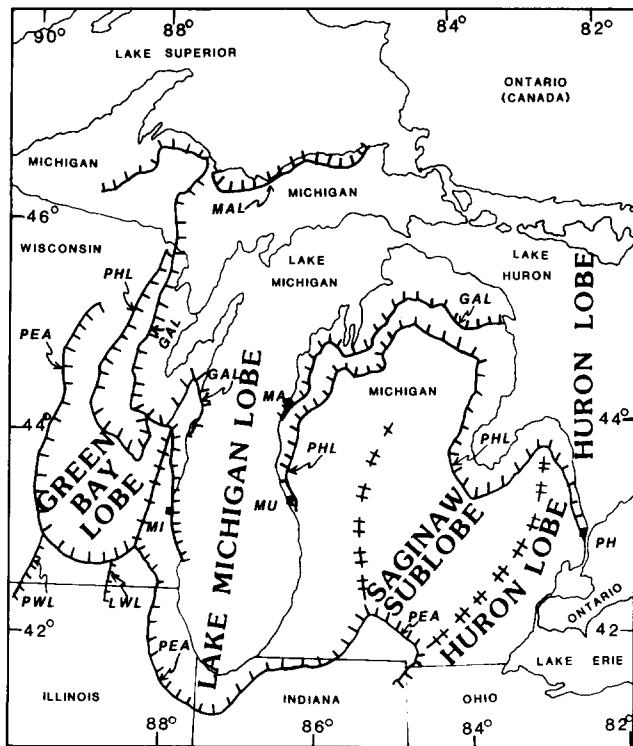 90° 88° 84° 82°
LAKE SUPERIOR
ONTARIO
(CANADA)
MICHIGAN
MICHIGAN
MAL
46° 46°
WISCONSIN
LAKE
MICHIGAN
LAKE
HURON
PHL
GAL
PEA
GAL
GAL
MICHIGAN
MA
44° 44°
PHL
PHL
HURON LOBE
GREEN
BAY
LOBE
LAKE MICHIGAN LOBE
MI
MU
SAGINAW
SUBLOBE
HURON LOBE
PH
ONTARIO
PWL
LWL
PEA
42° 42°
PEA
LAKE ERIE
ILLINOIS
INDIANA
OHIO
88° 86° 84° 82°